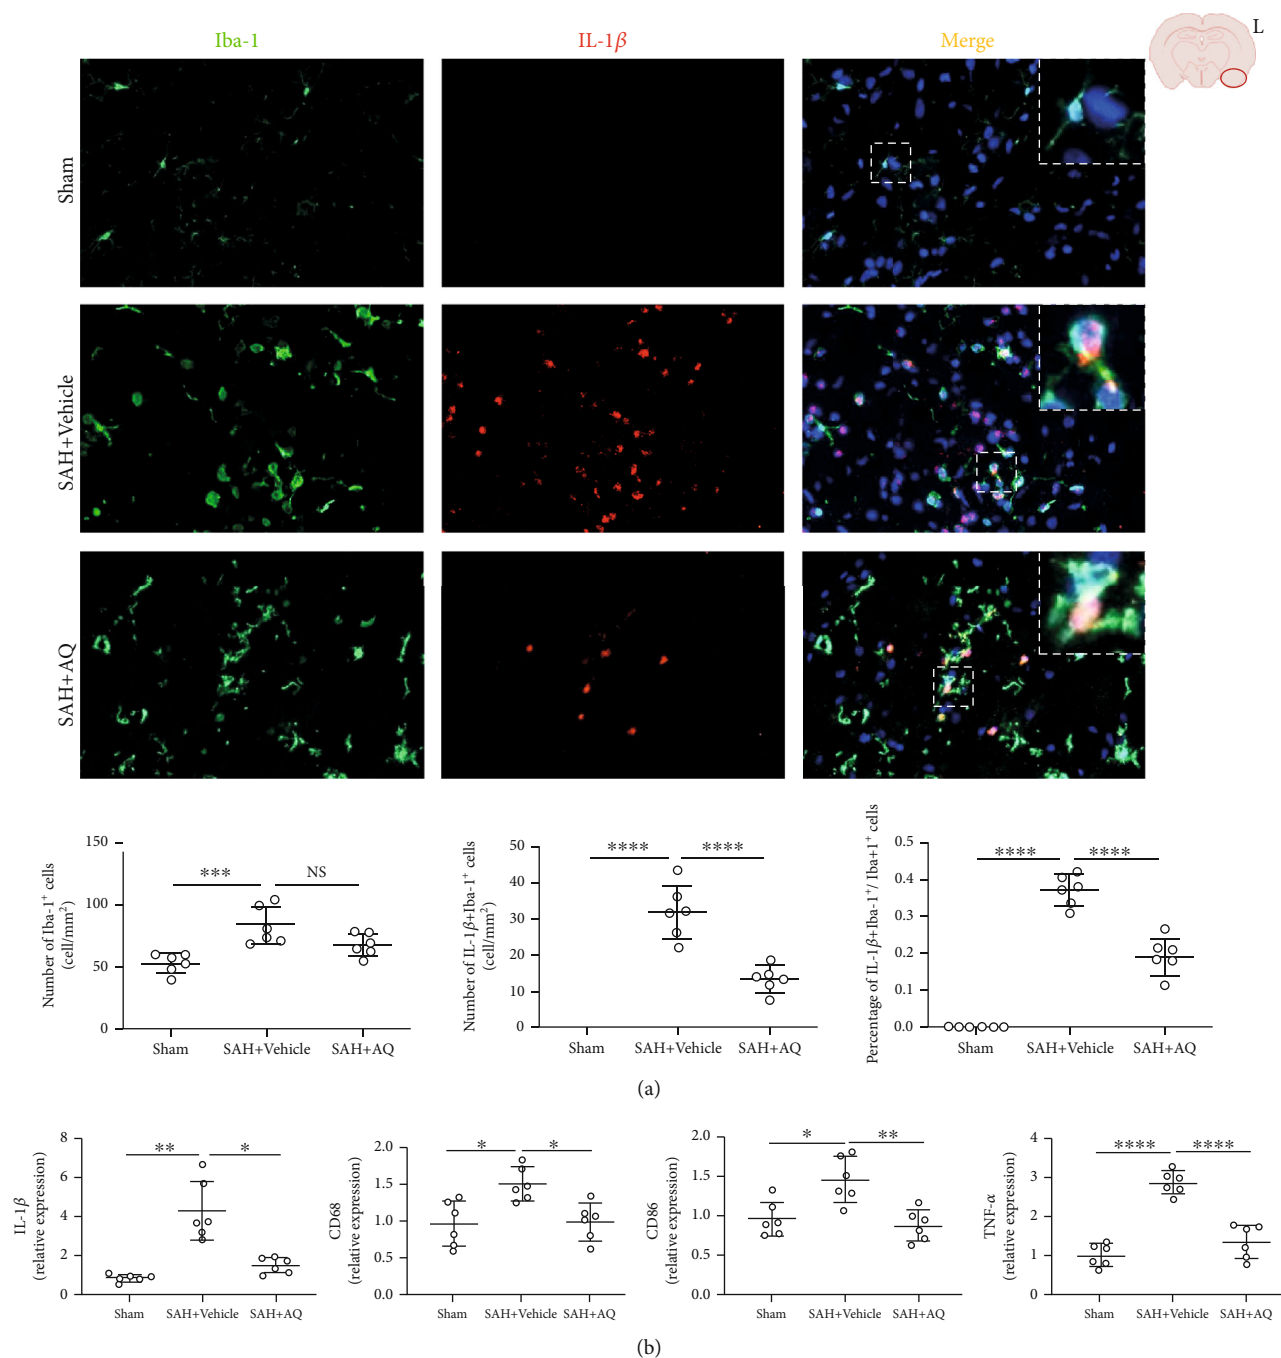 Iba-1 IL-1β Merge L
Sham
SAH+Vehicle
SAH+AQ
Number of Iba-1⁺ cells
(cell/mm²)
150
100
50
0
*** NS
Sham SAH+Vehicle SAH+AQ
Number of IL-1β+Iba-1⁺ cells
(cell/mm²)
50
40
30
20
10
0
**** ****
Sham SAH+Vehicle SAH+AQ
Percentage of IL-1β+Iba-1⁺/ Iba+1⁺ cells
0.5
0.4
0.3
0.2
0.1
0.0
**** ****
Sham SAH+Vehicle SAH+AQ
(a)
IL-1β
(relative expression)
8
6
4
2
0
** *
Sham SAH+Vehicle SAH+AQ
CD68
(relative expression)
2.0
1.5
1.0
0.5
0.0
* *
Sham SAH+Vehicle SAH+AQ
CD86
(relative expression)
2.0
1.5
1.0
0.5
0.0
* **
Sham SAH+Vehicle SAH+AQ
TNF-α
(relative expression)
4
3
2
1
0
**** ****
Sham SAH+Vehicle SAH+AQ
(b)